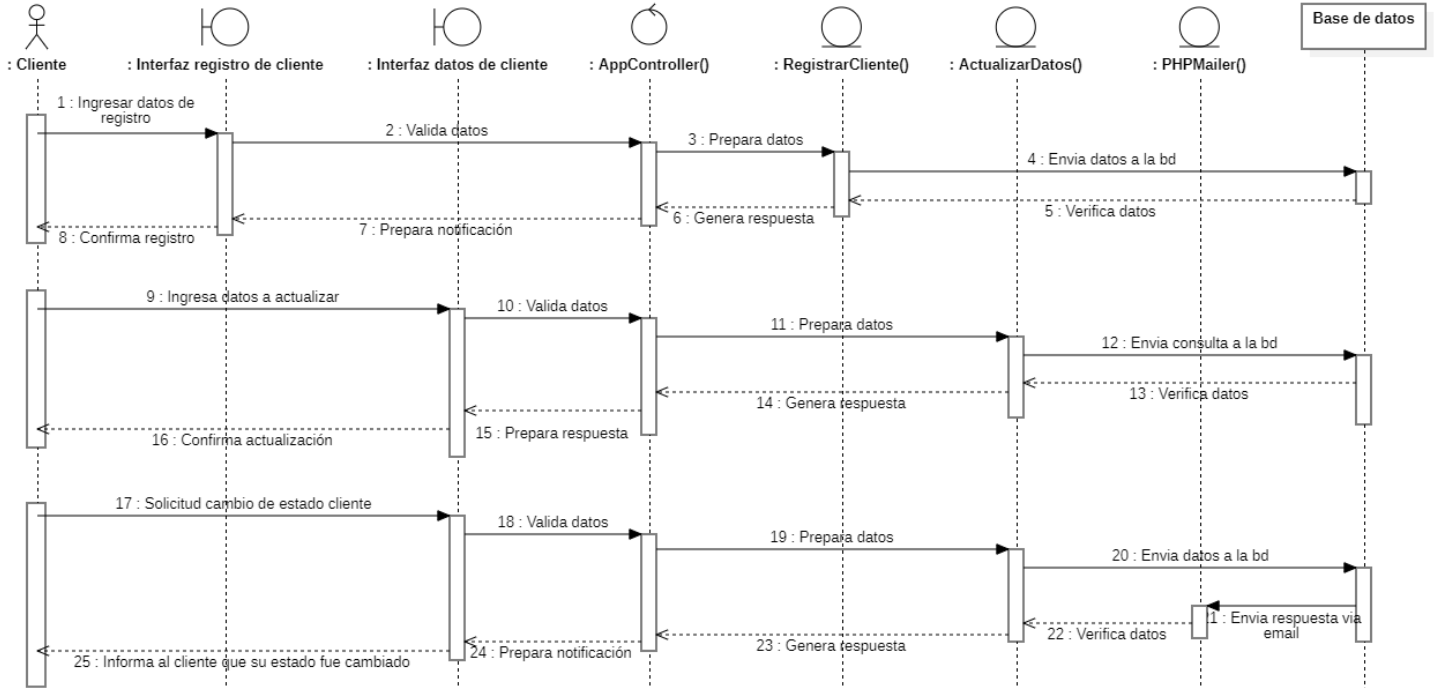 Base de datos
: Cliente
: Interfaz registro de cliente
: Interfaz datos de cliente
: AppController()
: RegistrarCliente()
: ActualizarDatos()
: PHPMailer()
1 : Ingresar datos de
registro
2 : Valida datos
3 : Prepara datos
4 : Envia datos a la bd
5 : Verifica datos
6 : Genera respuesta
7 : Prepara notificación
8 : Confirma registro
9 : Ingresa datos a actualizar
10 : Valida datos
11 : Prepara datos
12 : Envia consulta a la bd
13 : Verifica datos
14 : Genera respuesta
15 : Prepara respuesta
16 : Confirma actualización
17 : Solicitud cambio de estado cliente
18 : Valida datos
19 : Prepara datos
20 : Envia datos a la bd
21 : Envia respuesta via
email
22 : Verifica datos
23 : Genera respuesta
24 : Prepara notificación
25 : Informa al cliente que su estado fue cambiado